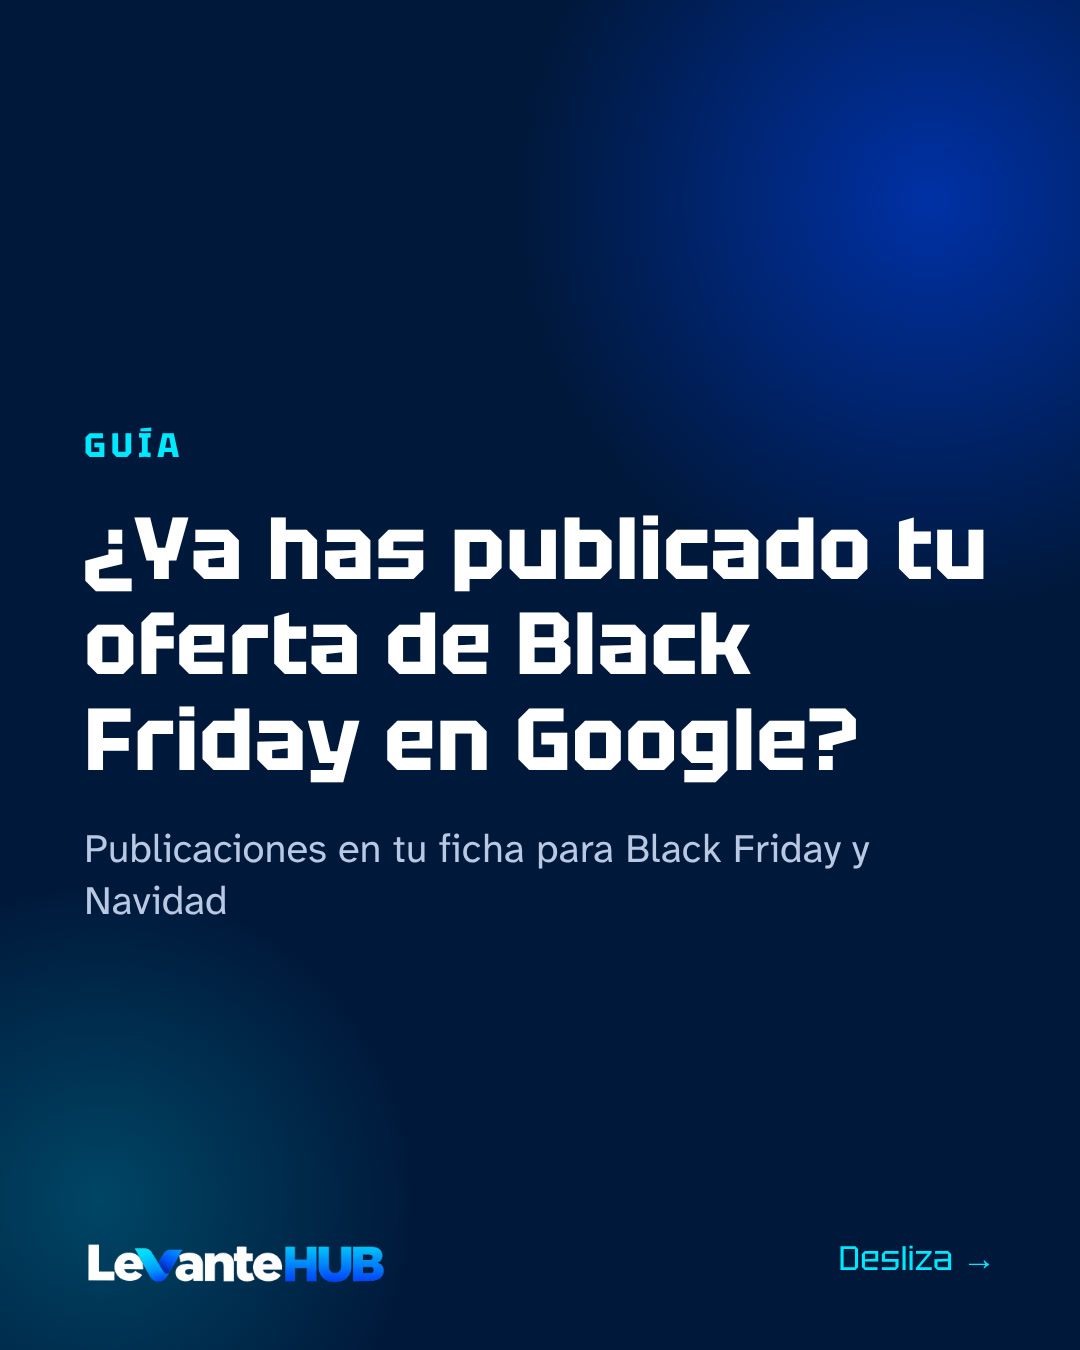 GUÍA
¿Ya has publicado tu
oferta de Black
Friday en Google?
Publicaciones en tu ficha para Black Friday y
Navidad
LevanteHUB
Desliza →